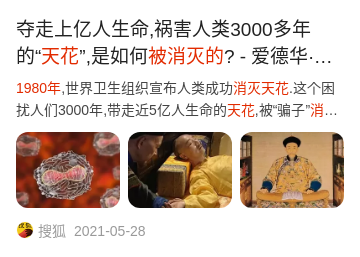 夺走上亿人生命,祸害人类3000多年
的“天花”,是如何被消灭的? - 爱德华·…
1980年,世界卫生组织宣布人类成功消灭天花.这个困
扰人们3000年,带走近5亿人生命的天花,被“骗子”消…
搜狐 2021-05-28